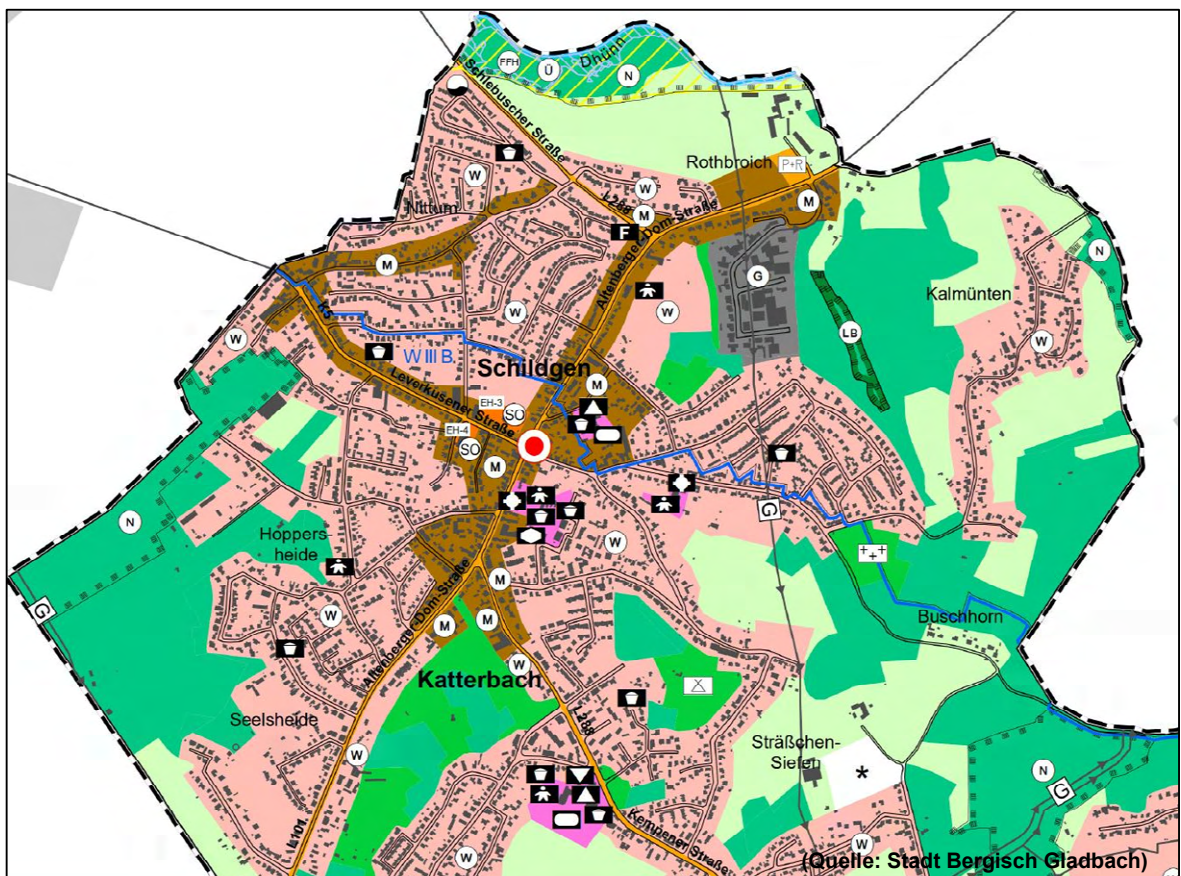 FFH
Ü
Dhünn
N
Schlebuscher Straße
Rothbroich
P+R
W
W
Nittum
L288
M
M
F
Altenberger-Dom-Straße
N
M
G
Kalmünten
K5
W
W
W
LB
W
W III B
Schildgen
Leverkusener Straße
M
EH-3
SO
EH-4
SO
M
G
N
Hoppers-
heide
W
+++
M
W
M
M
Buschhorn
W
Altenberger-Dom-Straße
Katterbach
Seelsheide
L288
W
Sträßchen-
Siefen
*
N
G
G
Kempener Straße
L101
W
W
(Quelle: Stadt Bergisch Gladbach)